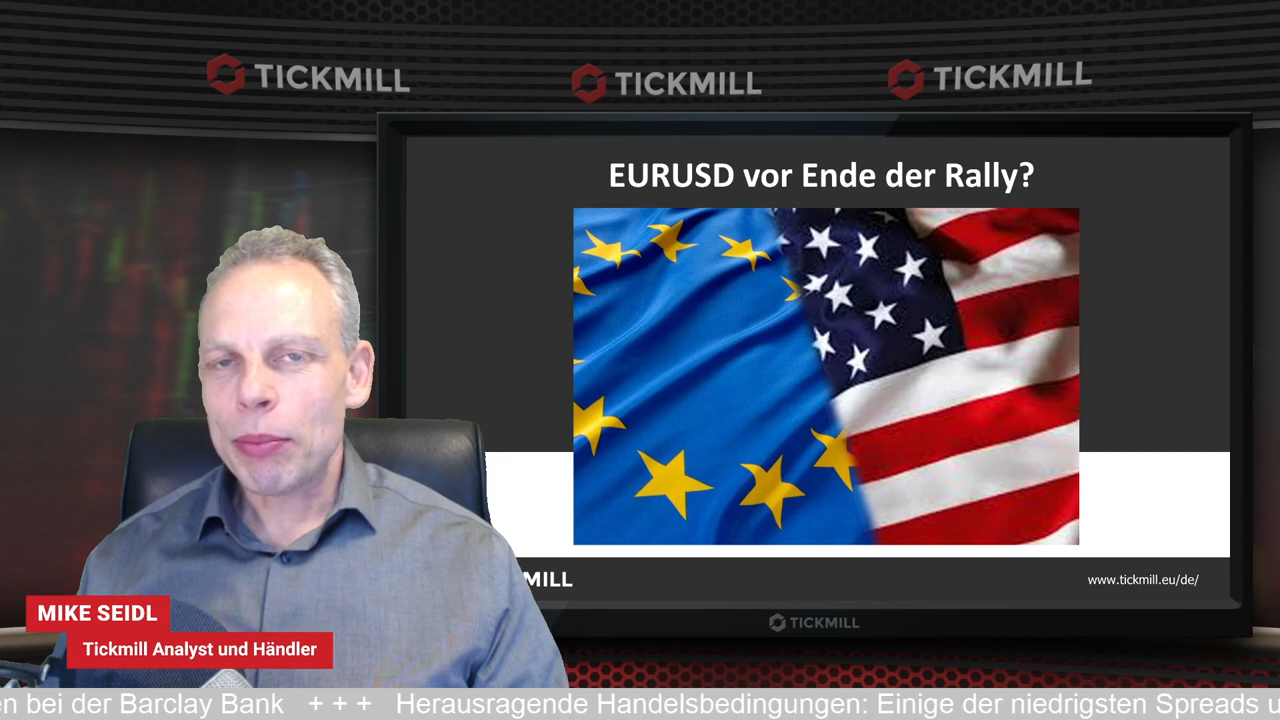 TICKMILL
TICKMILL
TICKMILL
EURUSD vor Ende der Rally?
MILL
www.tickmill.eu/de/
TICKMILL
MIKE SEIDL
Tickmill Analyst und Händler
bei der Barclay Bank + + + Herausragende Handelsbedingungen: Einige der niedrigsten Spreads